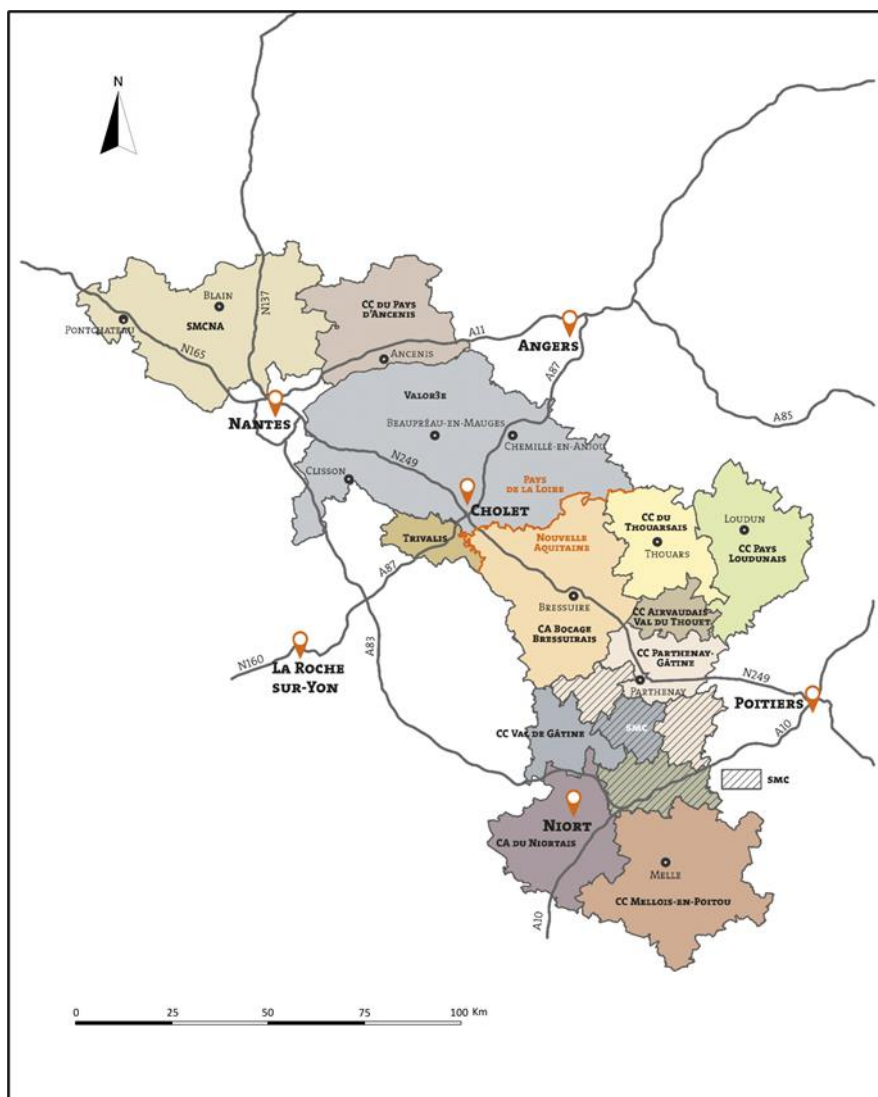 N
Blain
Pontchateau
SMCNA
N137
N165
CC du Pays
d'Ancenis
Ancenis
A11
Angers
A87
A85
Nantes
Valor3e
Beaupréau-en-Mauges
Chemillé-en-Anjou
N249
Clisson
Cholet
Pays
de la Loire
Nouvelle
Aquitaine
Trivalis
A87
CC du
Thouarsais
Thouars
Loudun
CC Pays
Loudunais
Bressuire
CA Bocage
Bressuirais
CC Airvaudais-
Val du Thouet
CC Parthenay-
Gâtine
Parthenay
N249
Poitiers
A10
La Roche
sur-Yon
N160
A83
CC Val de Gâtine
SMC
SMC
Niort
CA du Niortais
A10
Melle
CC Mellois-en-Poitou
0 25 50 75 100 Km